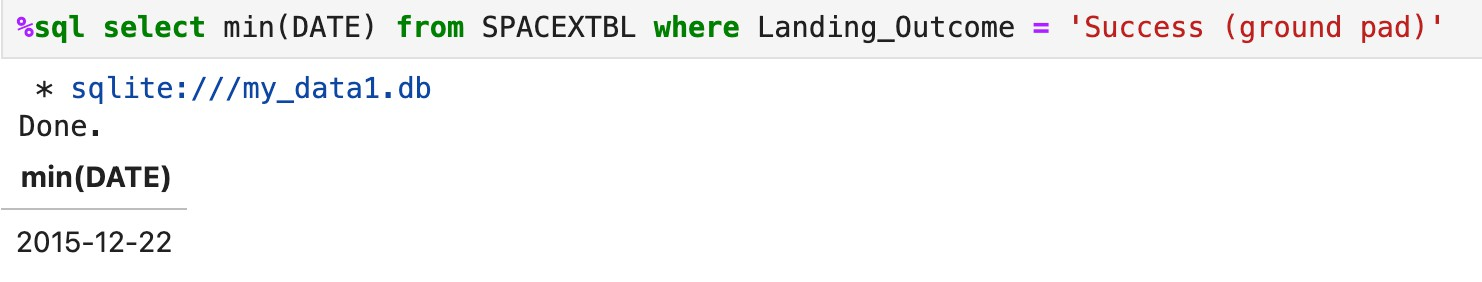 %sql select min(DATE) from SPACEXTBL where Landing_Outcome = 'Success (ground pad)'
* sqlite:///my_data1.db
Done.
min(DATE)
2015-12-22